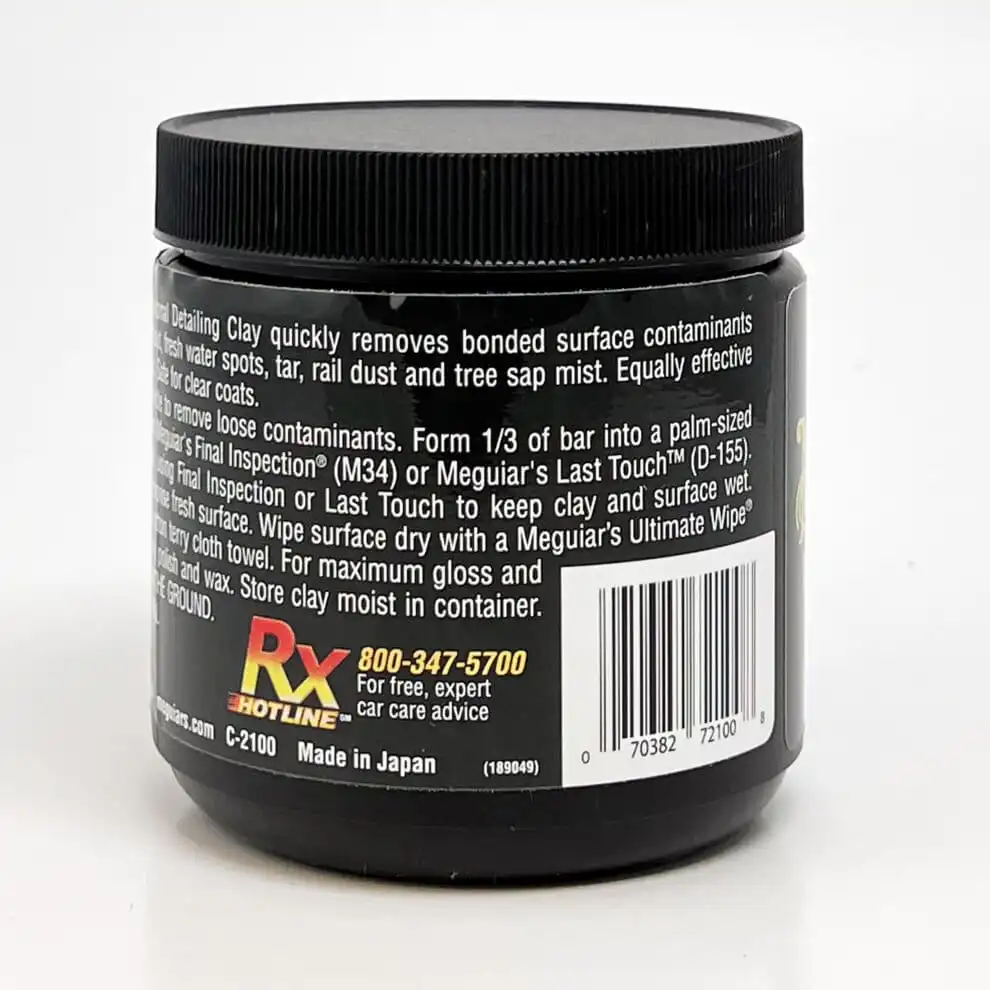 Detailing Clay quickly removes bonded surface contaminants
fresh water spots, tar, rail dust and tree sap mist. Equally effective
Safe for clear coats.
to remove loose contaminants. Form 1/3 of bar into a palm-sized
Meguiar's Final Inspection® (M34) or Meguiar's Last Touch™ (D-155).
Final Inspection or Last Touch to keep clay and surface wet.
fresh surface. Wipe surface dry with a Meguiar's Ultimate Wipe®
terry cloth towel. For maximum gloss and
polish and wax. Store clay moist in container.
GROUND.
Rx
HOTLINE℠
800-347-5700
For free, expert
car care advice
meguiars.com C-2100 Made in Japan (189049)
0 70382 72100 8